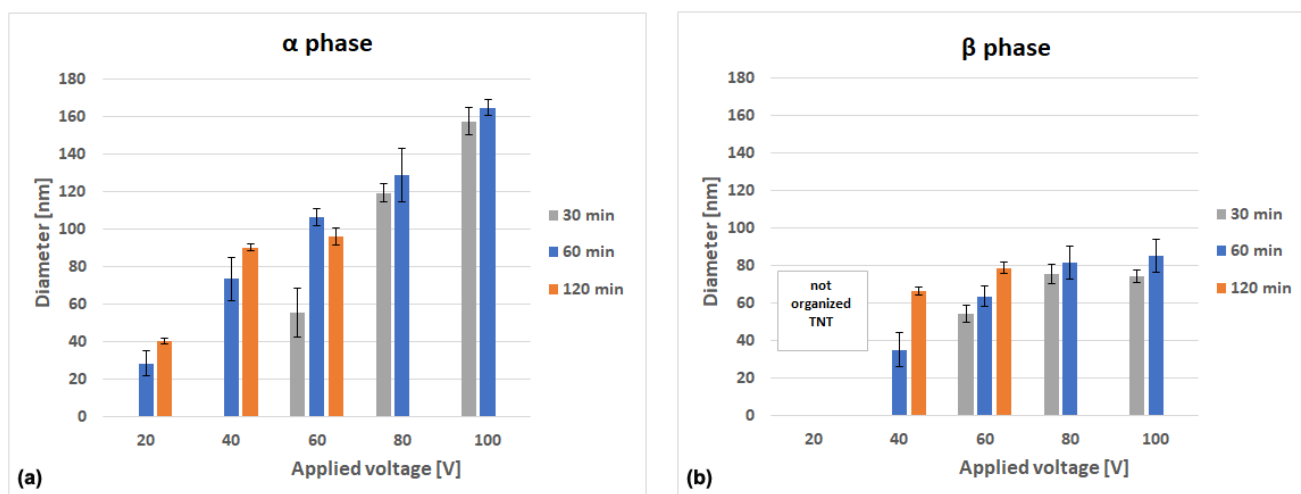 α phase
180
160
140
120
100
80
60
40
20
0
Diameter [nm]
20 40 60 80 100
Applied voltage [V]
30 min
60 min
120 min
(a)
β phase
180
160
140
120
100
80
60
40
20
0
Diameter [nm]
not
organized
TNT
20 40 60 80 100
Applied voltage [V]
30 min
60 min
120 min
(b)